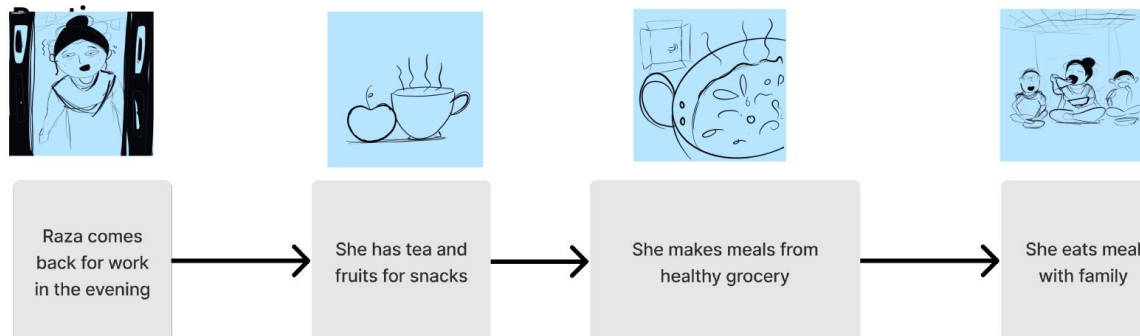 Raza comes
back for work
in the evening
She has tea and
fruits for snacks
She makes meals from
healthy grocery
She eats meal
with family